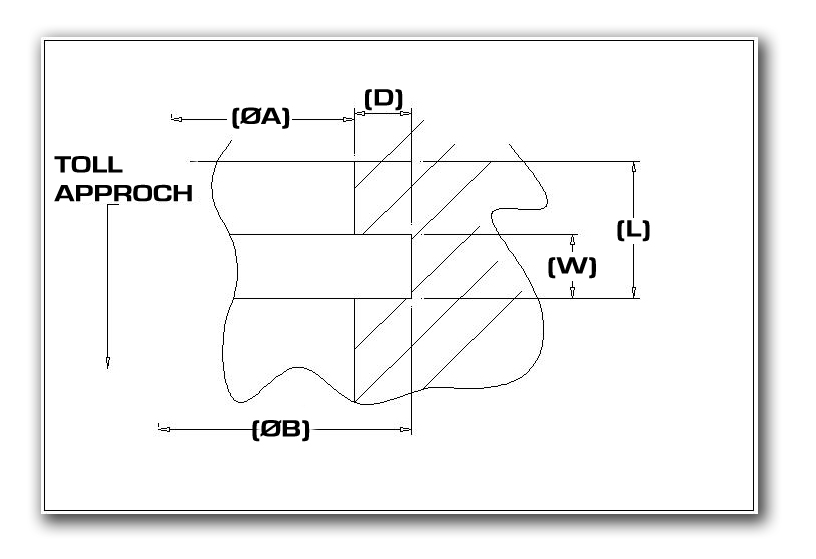 (D)
(ØA)
TOLL
APPROCH
(L)
(W)
(ØB)